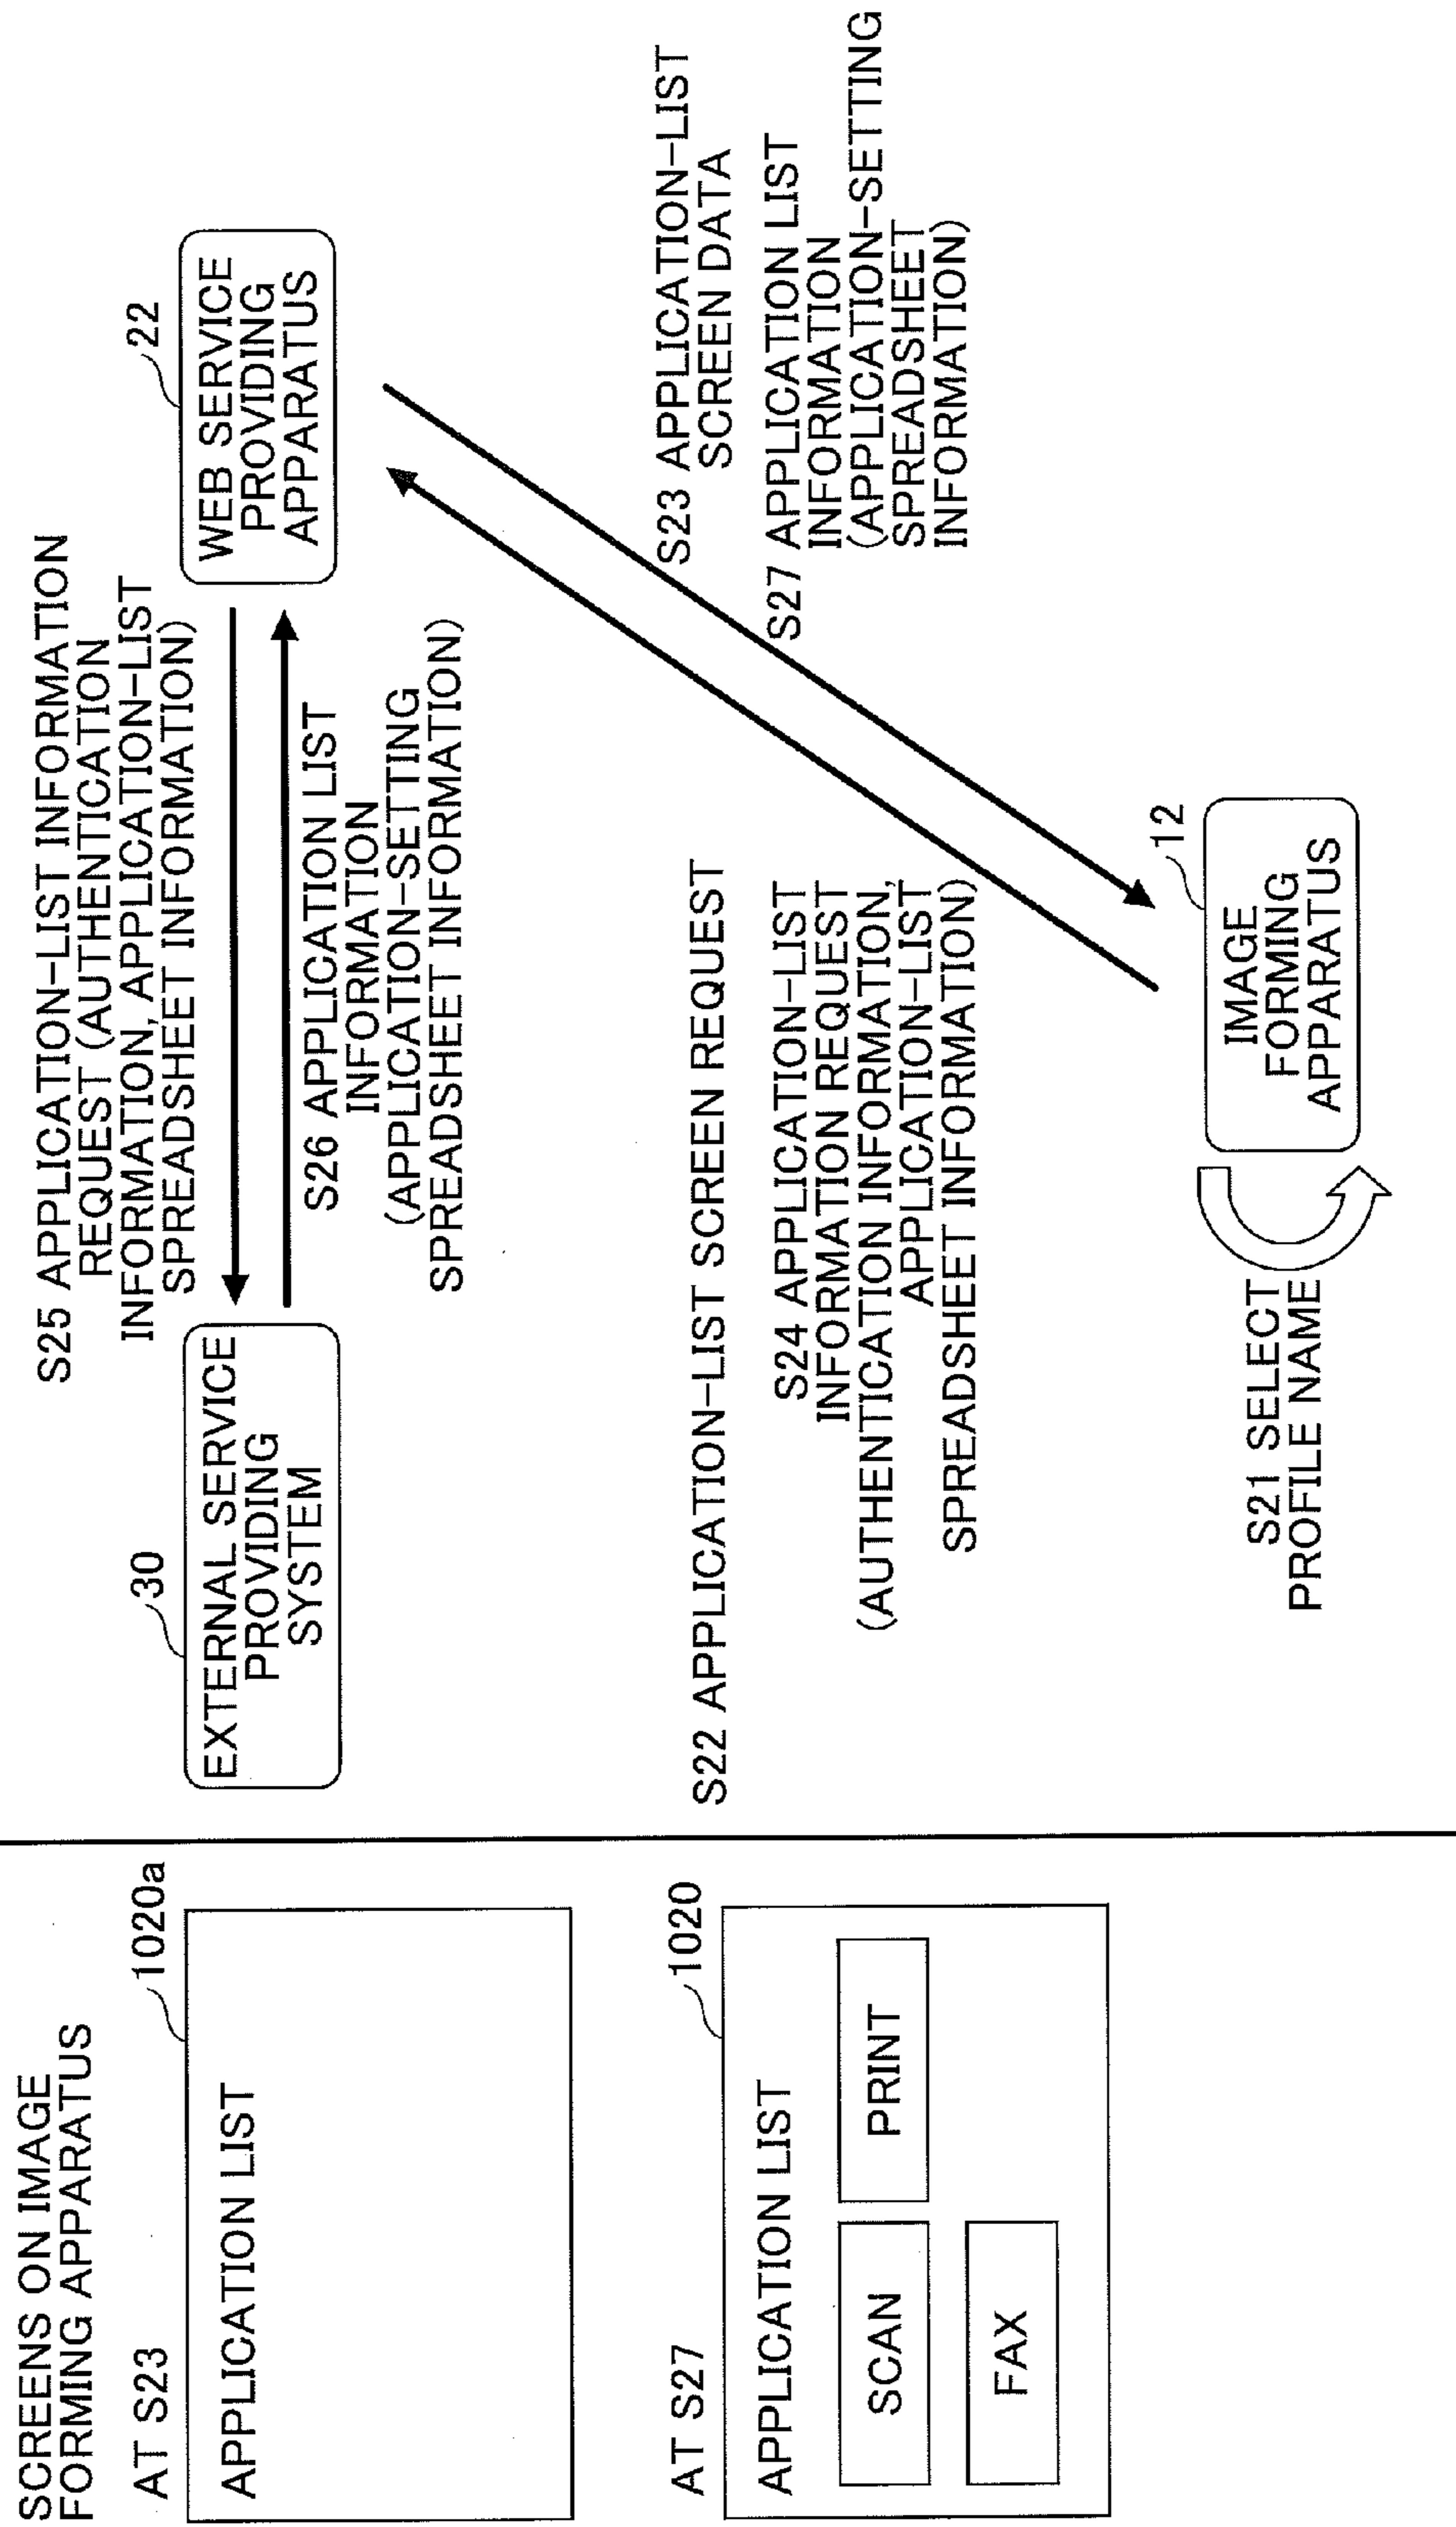 SCREENS ON IMAGE
FORMING APPARATUS
AT S23
1020a
APPLICATION LIST
AT S27
1020
APPLICATION LIST
SCAN
PRINT
FAX
S25 APPLICATION-LIST INFORMATION
REQUEST (AUTHENTICATION
INFORMATION, APPLICATION-LIST
SPREADSHEET INFORMATION)
30
EXTERNAL SERVICE
PROVIDING
SYSTEM
22
WEB SERVICE
PROVIDING
APPARATUS
S26 APPLICATION LIST
INFORMATION
(APPLICATION-SETTING
SPREADSHEET INFORMATION)
S22 APPLICATION-LIST SCREEN REQUEST
S24 APPLICATION-LIST
INFORMATION REQUEST
(AUTHENTICATION INFORMATION,
APPLICATION-LIST
SPREADSHEET INFORMATION)
S23 APPLICATION-LIST
SCREEN DATA
S27 APPLICATION LIST
INFORMATION
(APPLICATION-SETTING
SPREADSHEET
INFORMATION)
12
IMAGE
FORMING
APPARATUS
S21 SELECT
PROFILE NAME